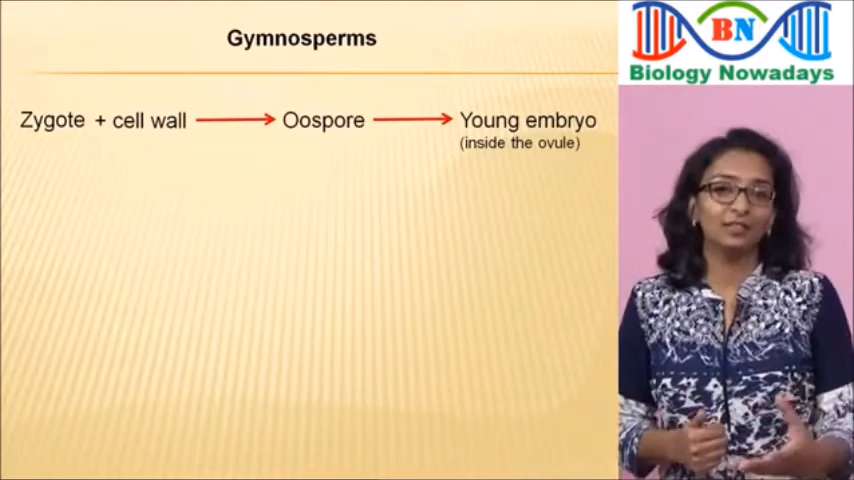 Gymnosperms
BN
Biology Nowadays
Zygote + cell wall Oospore Young embryo
(inside the ovule)